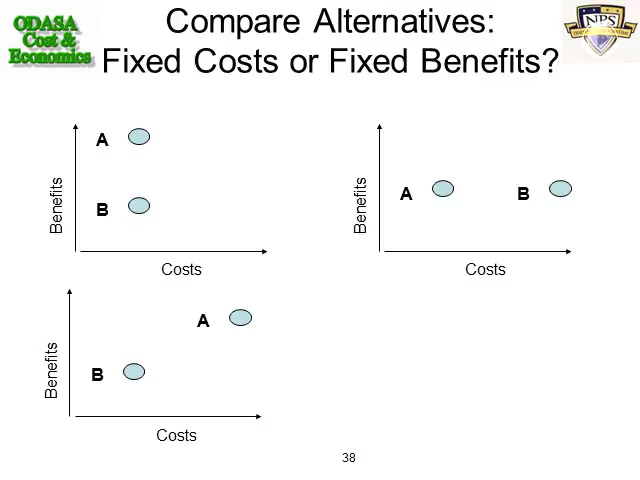 ODASA
Cost &
Economics
Compare Alternatives:
Fixed Costs or Fixed Benefits?
NPS
A
B
Benefits
Costs
A
B
Benefits
Costs
A
B
Benefits
Costs
38